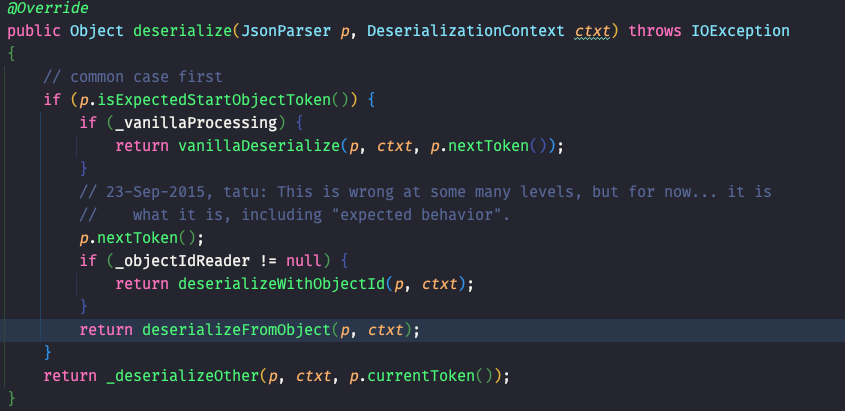 @Override
public Object deserialize(JsonParser p, DeserializationContext ctxt) throws IOException
{
    // common case first
    if (p.isExpectedStartObjectToken()) {
        if (_vanillaProcessing) {
            return vanillaDeserialize(p, ctxt, p.nextToken());
        }
        // 23-Sep-2015, tatu: This is wrong at some many levels, but for now... it is
        //    what it is, including "expected behavior".
        p.nextToken();
        if (_objectIdReader != null) {
            return deserializeWithObjectId(p, ctxt);
        }
        return deserializeFromObject(p, ctxt);
    }
    return _deserializeOther(p, ctxt, p.currentToken());
}